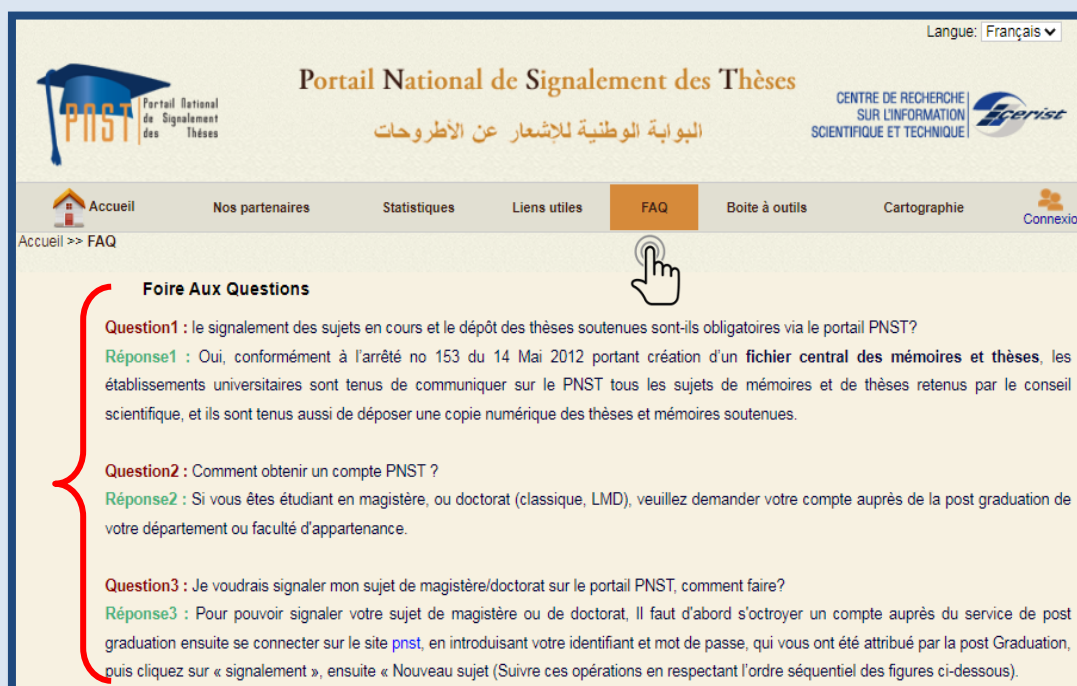 Langue: Français
Portail National de Signalement des Thèses
البوابة الوطنية للإشعار عن الأطروحات
PNST
Portail National
de Signalement
des Thèses
CENTRE DE RECHERCHE
SUR L'INFORMATION
SCIENTIFIQUE ET TECHNIQUE
cerist
Accueil Nos partenaires Statistiques Liens utiles FAQ Boite à outils Cartographie Connexio
Accueil >> FAQ
Foire Aux Questions
Question1 : le signalement des sujets en cours et le dépôt des thèses soutenues sont-ils obligatoires via le portail PNST?
Réponse1 : Oui, conformément à l'arrêté no 153 du 14 Mai 2012 portant création d'un fichier central des mémoires et thèses, les
établissements universitaires sont tenus de communiquer sur le PNST tous les sujets de mémoires et de thèses retenus par le conseil
scientifique, et ils sont tenus aussi de déposer une copie numérique des thèses et mémoires soutenues.
Question2 : Comment obtenir un compte PNST ?
Réponse2 : Si vous êtes étudiant en magistère, ou doctorat (classique, LMD), veuillez demander votre compte auprès de la post graduation de
votre département ou faculté d'appartenance.
Question3 : Je voudrais signaler mon sujet de magistère/doctorat sur le portail PNST, comment faire?
Réponse3 : Pour pouvoir signaler votre sujet de magistère ou de doctorat, Il faut d'abord s'octroyer un compte auprès du service de post
graduation ensuite se connecter sur le site pnst, en introduisant votre identifiant et mot de passe, qui vous ont été attribué par la post Graduation,
puis cliquez sur « signalement », ensuite « Nouveau sujet (Suivre ces opérations en respectant l'ordre séquentiel des figures ci-dessous).